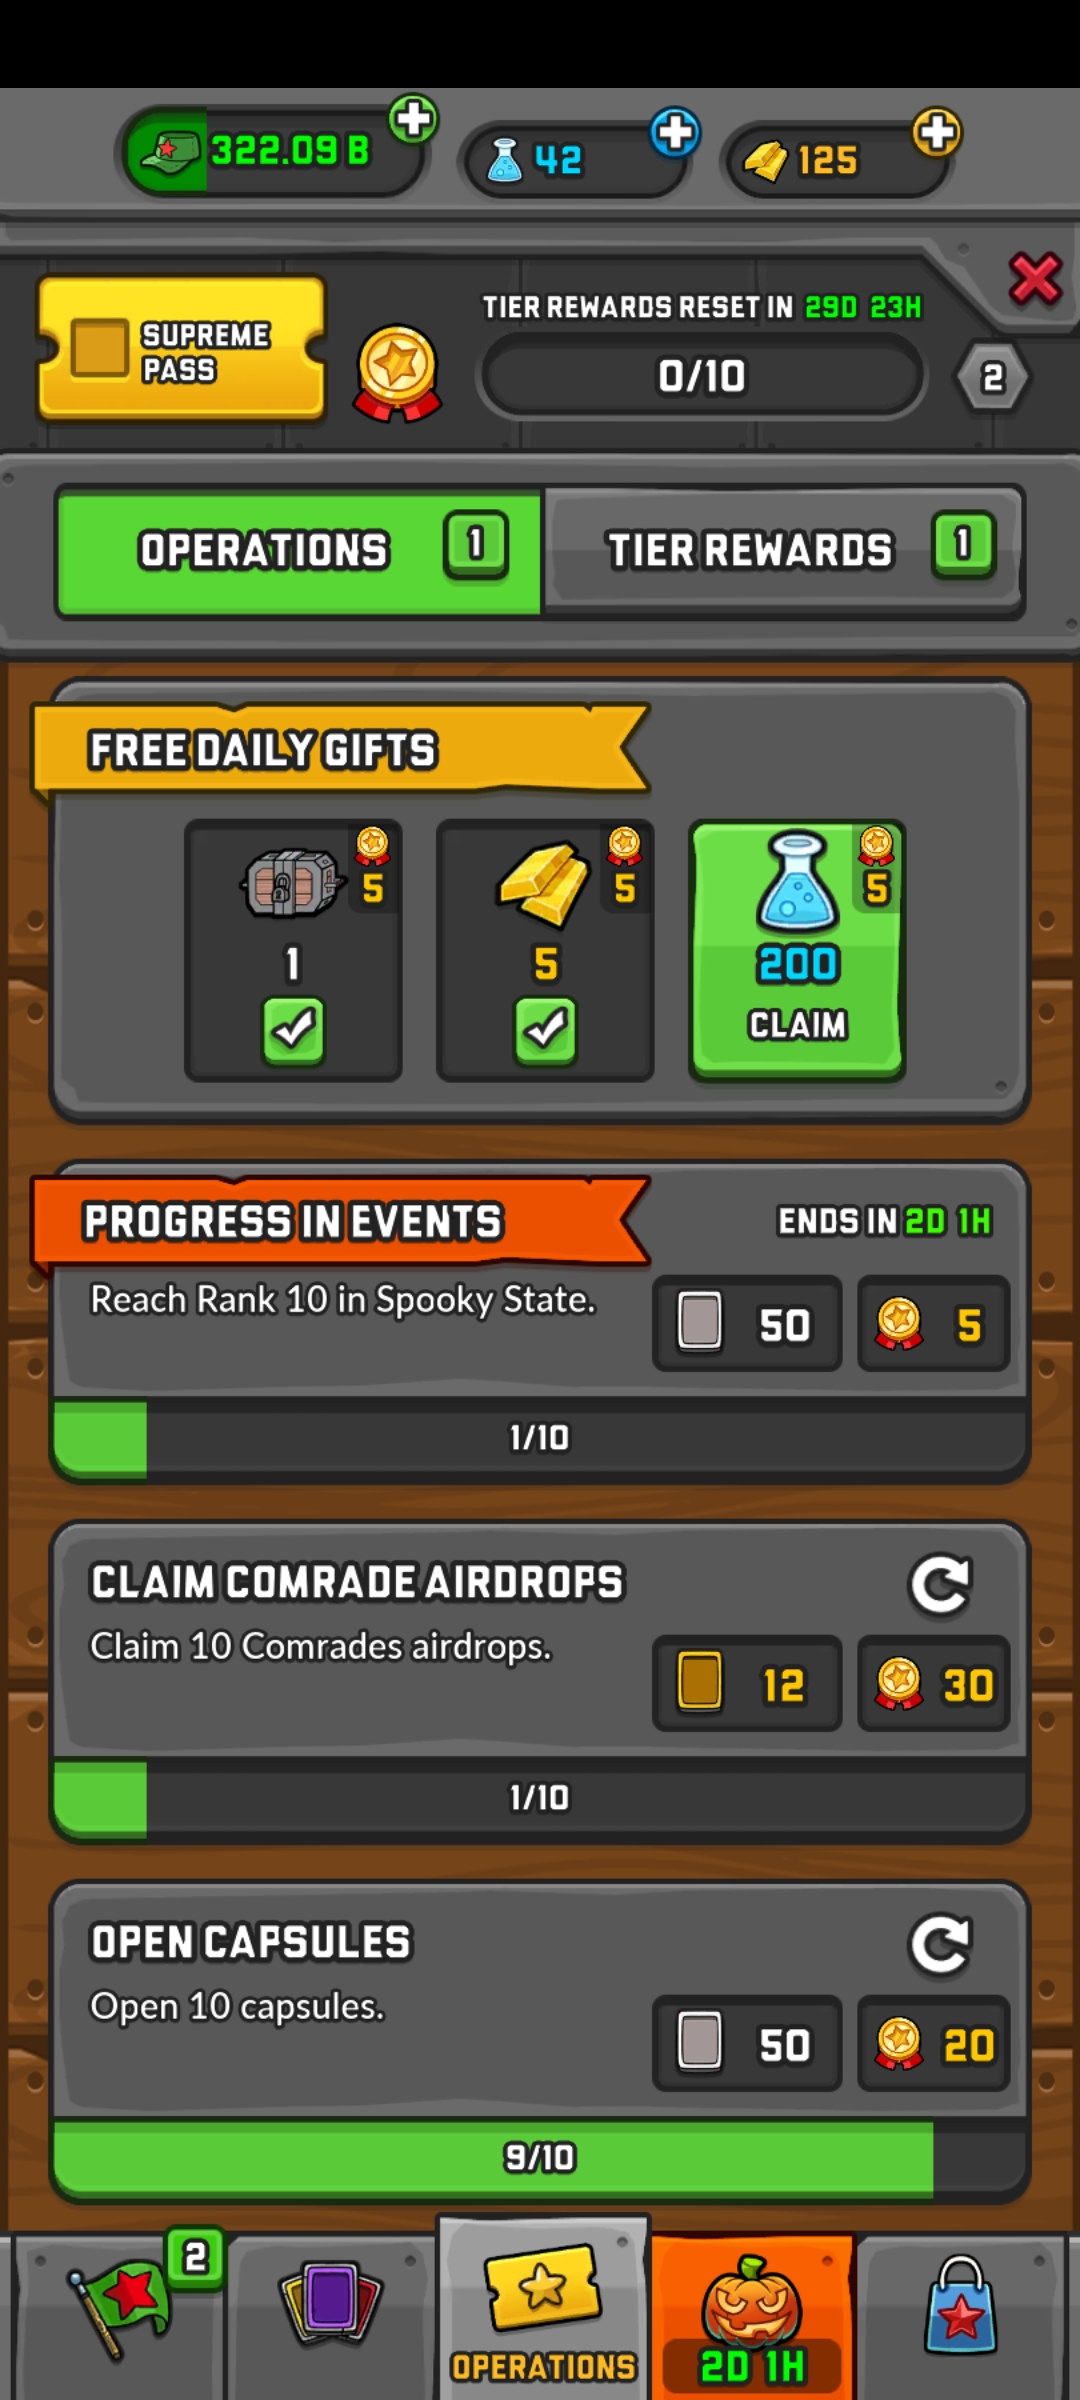 322.09 B
42
125
SUPREME
PASS
TIER REWARDS RESET IN 29D 23H
0/10
2
OPERATIONS 1
TIER REWARDS 1
FREE DAILY GIFTS
5
5
5
1
5
200
CLAIM
PROGRESS IN EVENTS
ENDS IN 2D 1H
Reach Rank 10 in Spooky State.
50
5
1/10
CLAIM COMRADE AIRDROPS
Claim 10 Comrades airdrops.
12
30
1/10
OPEN CAPSULES
Open 10 capsules.
50
20
9/10
2
OPERATIONS
2D 1H